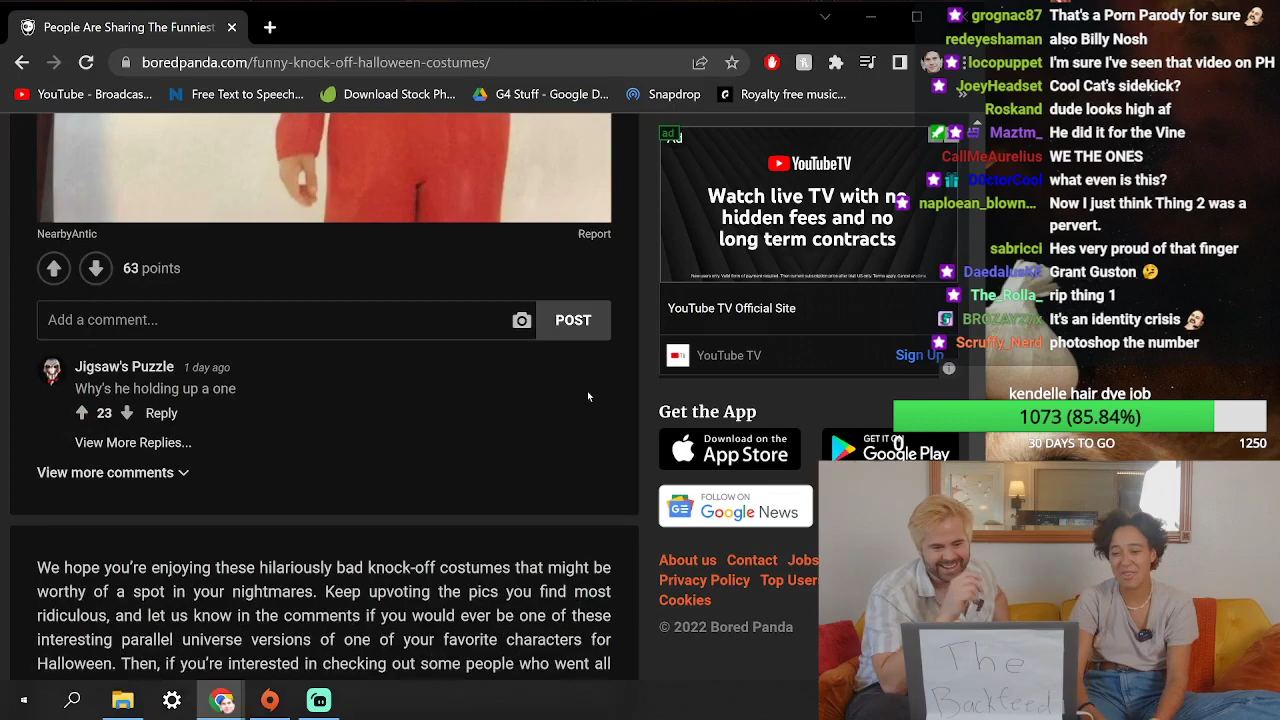 People Are Sharing The Funniest
boredpanda.com/funny-knock-off-halloween-costumes/
YouTube - Broadcas...
Free Text to Speech...
Download Stock Ph...
G4 Stuff - Google D...
Snapdrop
Royalty free music...
»
NearbyAntic
Report
63 points
Add a comment...
POST
Jigsaw's Puzzle 1 day ago
Why's he holding up a one
23 Reply
View More Replies...
View more comments
We hope you're enjoying these hilariously bad knock-off costumes that might be
worthy of a spot in your nightmares. Keep upvoting the pics you find most
ridiculous, and let us know in the comments if you would ever be one of these
interesting parallel universe versions of one of your favorite characters for
Halloween. Then, if you're interested in checking out some people who went all
ad
YouTubeTV
Watch live TV with no
hidden fees and no
long term contracts
YouTube TV Official Site
YouTube TV
Sign Up
Get the App
Download on the
App Store
GET IT ON
Google Play
FOLLOW ON
Google News
About us Contact Jobs
Privacy Policy Top Users
Cookies
© 2022 Bored Panda
grognac87 That's a Porn Parody for sure
redeyeshaman also Billy Nosh
locopuppet I'm sure I've seen that video on PH
JoeyHeadset Cool Cat's sidekick?
Roskand dude looks high af
Maztm_ He did it for the Vine
CallMeAurelius WE THE ONES
D0ctorCool what even is this?
naploean_blown... Now I just think Thing 2 was a
pervert.
sabricci Hes very proud of that finger
Grant Guston
The_Rolla_ rip thing 1
It's an identity crisis
Scruffy_Nerd photoshop the number
kendelle hair dye job
1073 (85.84%)
0
30 DAYS TO GO
1250
The
Backfeed